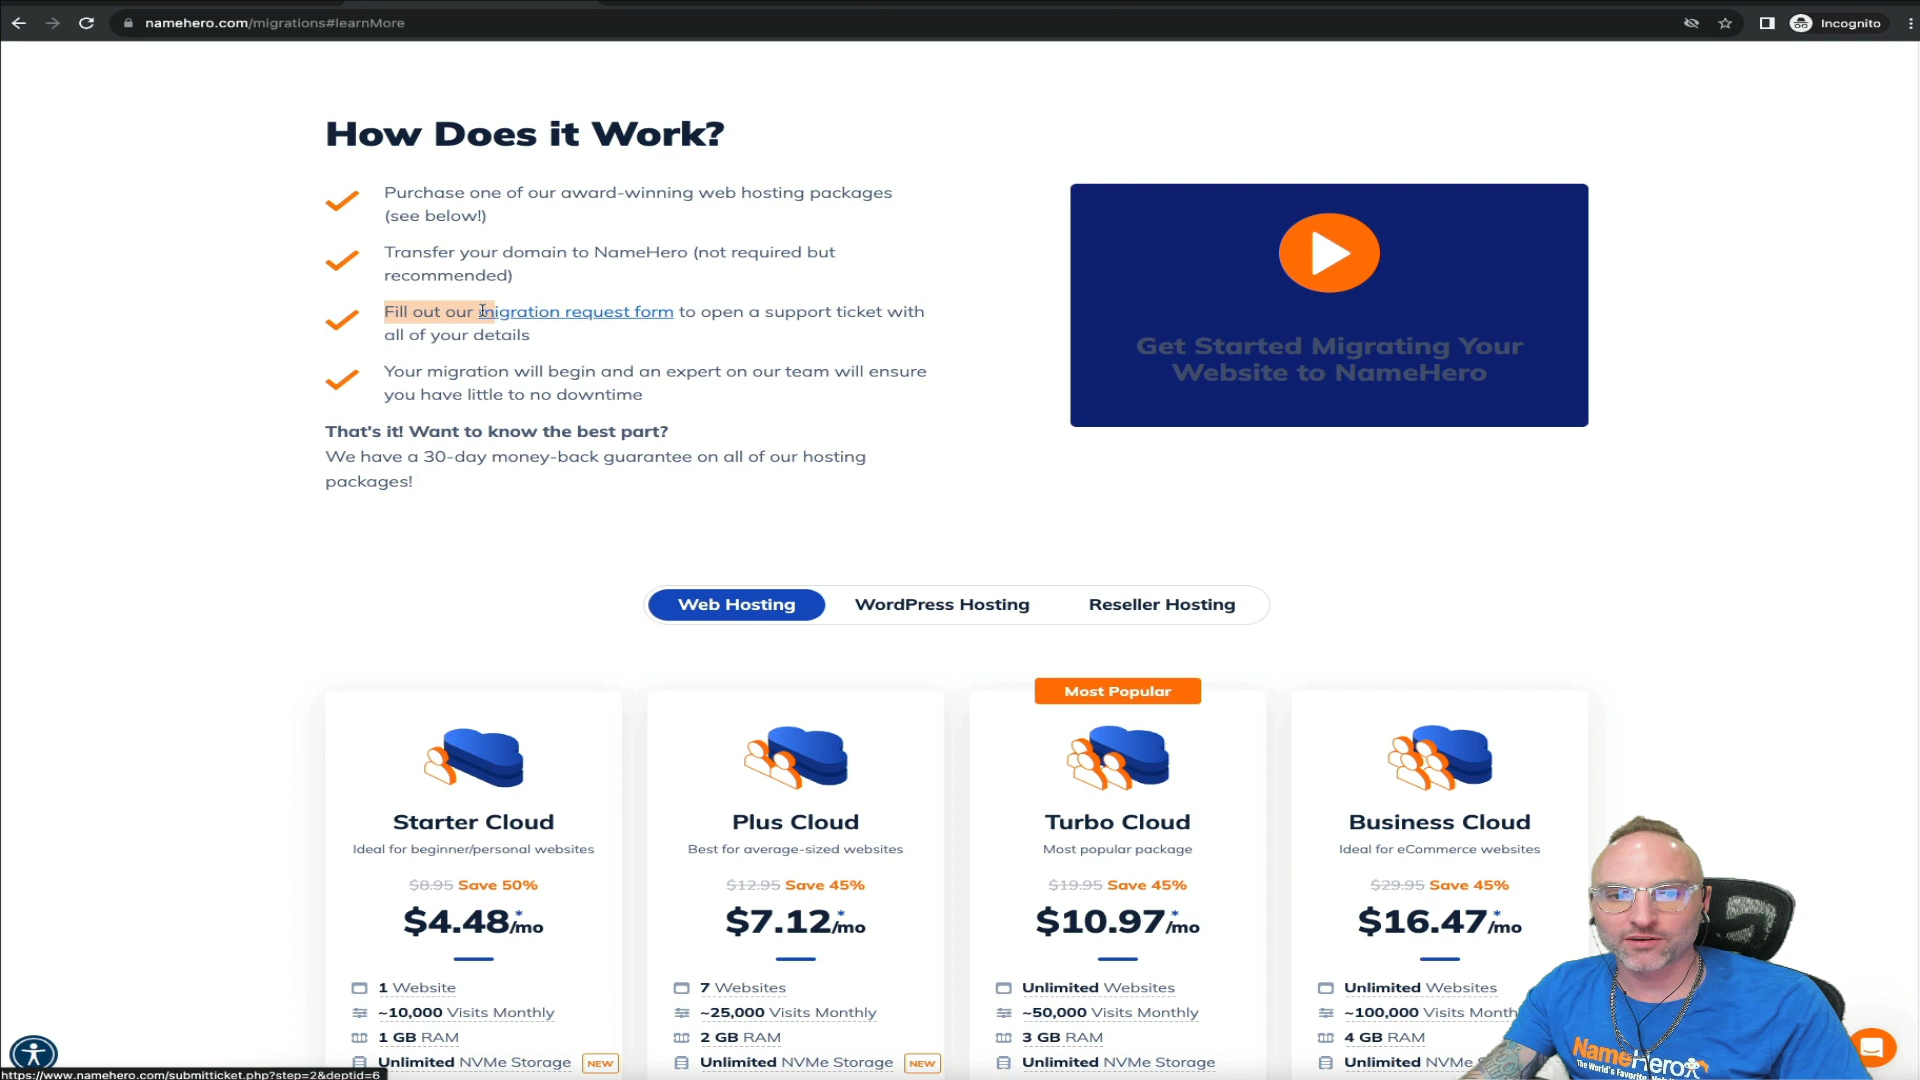 namehero.com/migrations#learnMore
Incognito
How Does it Work?
Purchase one of our award-winning web hosting packages
(see below!)
Transfer your domain to NameHero (not required but
recommended)
Fill out our migration request form to open a support ticket with
all of your details
Your migration will begin and an expert on our team will ensure
you have little to no downtime
That's it! Want to know the best part?
We have a 30-day money-back guarantee on all of our hosting
packages!
Get Started Migrating Your
Website to NameHero
Web Hosting WordPress Hosting Reseller Hosting
Starter Cloud
Ideal for beginner/personal websites
$8.95 Save 50%
$4.48*/mo
1 Website
~10,000 Visits Monthly
1 GB RAM
Unlimited NVMe Storage NEW
Plus Cloud
Best for average-sized websites
$12.95 Save 45%
$7.12*/mo
7 Websites
~25,000 Visits Monthly
2 GB RAM
Unlimited NVMe Storage NEW
Most Popular
Turbo Cloud
Most popular package
$19.95 Save 45%
$10.97*/mo
Unlimited Websites
~50,000 Visits Monthly
3 GB RAM
Unlimited NVMe Storage
Business Cloud
Ideal for eCommerce websites
$29.95 Save 45%
$16.47*/mo
Unlimited Websites
~100,000 Visits Month
4 GB RAM
Unlimited NVMe
NameHero
The World's Favorite
https://www.namehero.com/submitticket.php?step=2&deptid=6